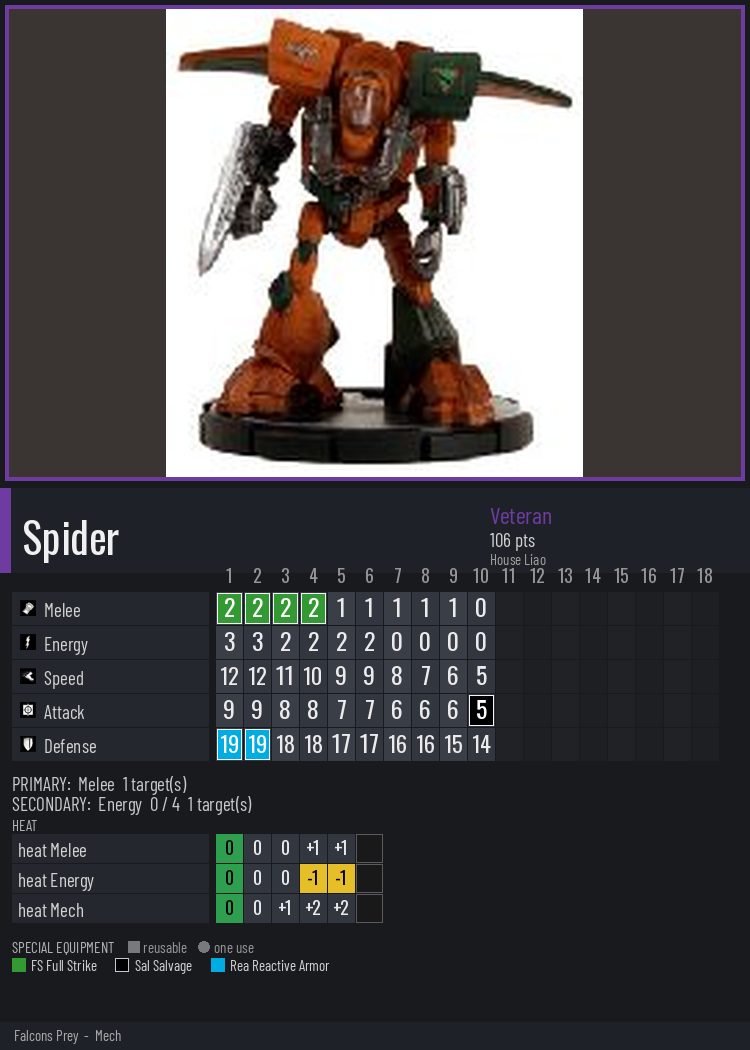 Spider
Veteran
106 pts
House Liao
1 2 3 4 5 6 7 8 9 10 11 12 13 14 15 16 17 18
Melee 2 2 2 2 1 1 1 1 1 0
Energy 3 3 2 2 2 2 0 0 0 0
Speed 12 12 11 10 9 9 8 7 6 5
Attack 9 9 8 8 7 7 6 6 6 5
Defense 19 19 18 18 17 17 16 16 15 14
PRIMARY: Melee 1 target(s)
SECONDARY: Energy 0 / 4 1 target(s)
HEAT
heat Melee 0 0 0 +1 +1
heat Energy 0 0 0 -1 -1
heat Mech 0 0 +1 +2 +2
SPECIAL EQUIPMENT reusable one use
FS Full Strike Sal Salvage Rea Reactive Armor
Falcons Prey - Mech